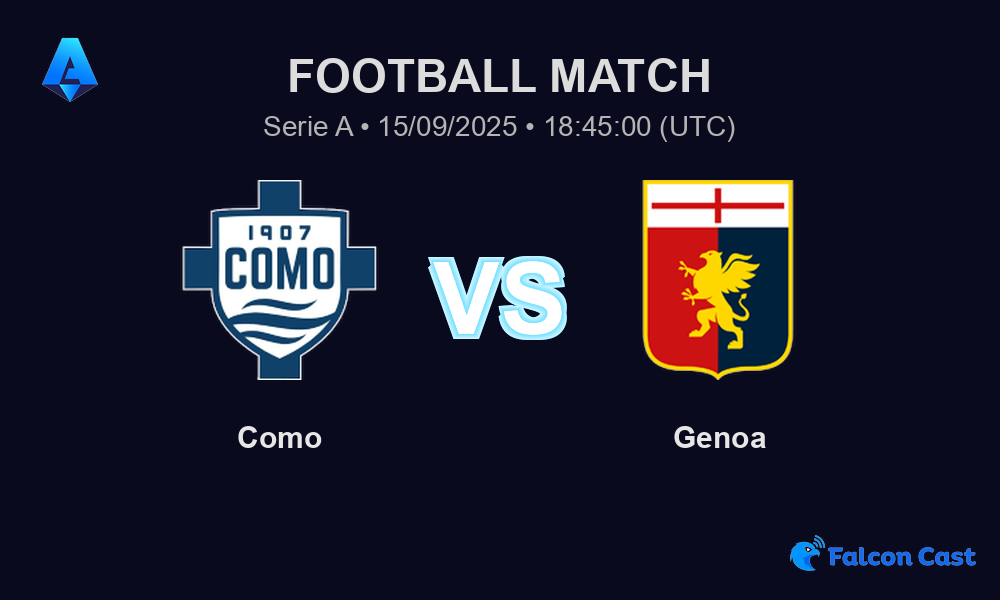 FOOTBALL MATCH
Serie A • 15/09/2025 • 18:45:00 (UTC)
1907
COMO
VS
Como
Genoa
Falcon Cast